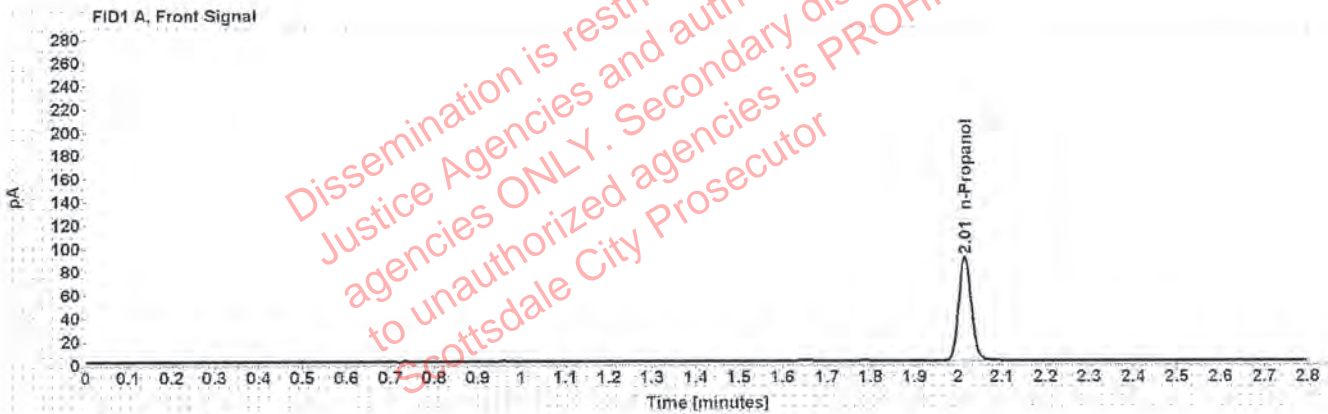 FID1 A, Front Signal
280
260
240
220
200
180
160
140
120
100
80
60
40
20
0
pA
2.01 n-Propanol
0 0.1 0.2 0.3 0.4 0.5 0.6 0.7 0.8 0.9 1 1.1 1.2 1.3 1.4 1.5 1.6 1.7 1.8 1.9 2 2.1 2.2 2.3 2.4 2.5 2.6 2.7 2.8
Time [minutes]
Dissemination is
Justice Agencies and
agencies ONLY. Secondary
to unauthorized agencies is
Scottsdale City Prosecutor